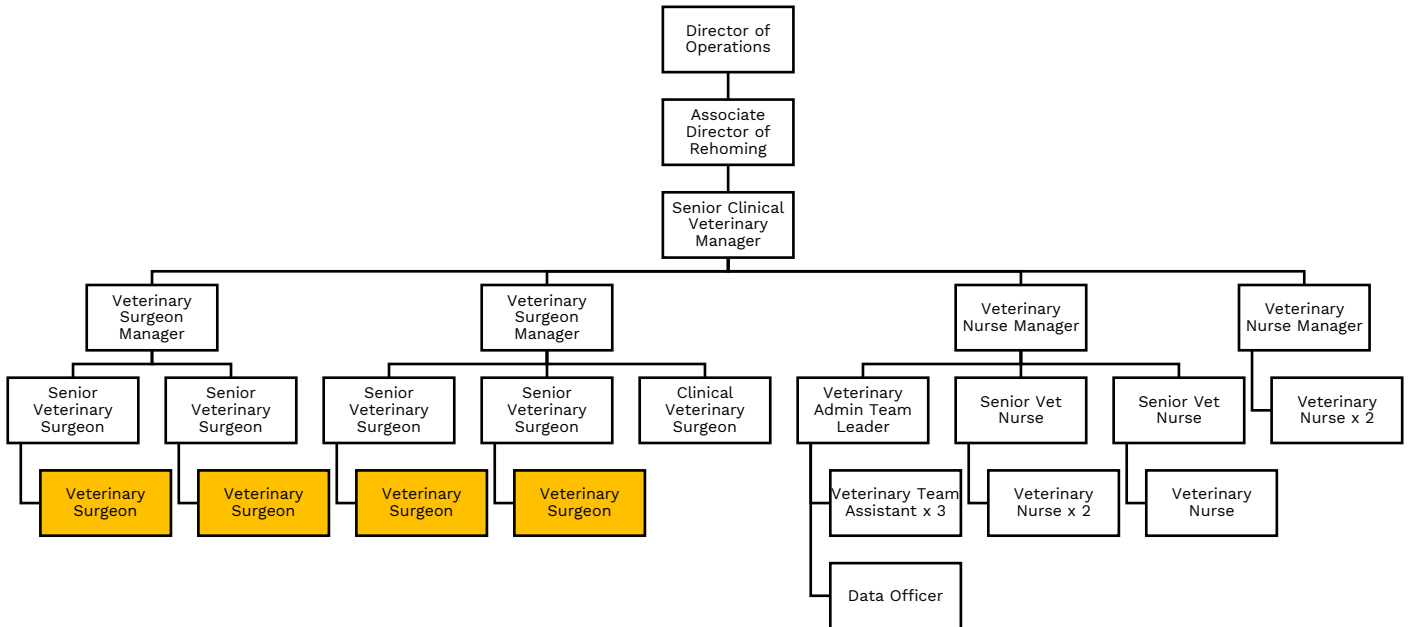 Director of
Operations
Associate
Director of
Rehoming
Senior Clinical
Veterinary
Manager
Veterinary
Surgeon
Manager
Veterinary
Surgeon
Manager
Veterinary
Nurse Manager
Veterinary
Nurse Manager
Senior
Veterinary
Surgeon
Senior
Veterinary
Surgeon
Senior
Veterinary
Surgeon
Senior
Veterinary
Surgeon
Clinical
Veterinary
Surgeon
Veterinary
Admin Team
Leader
Senior Vet
Nurse
Senior Vet
Nurse
Veterinary
Nurse x 2
Veterinary
Surgeon
Veterinary
Surgeon
Veterinary
Surgeon
Veterinary
Surgeon
Veterinary Team
Assistant x 3
Veterinary
Nurse x 2
Veterinary
Nurse
Data Officer